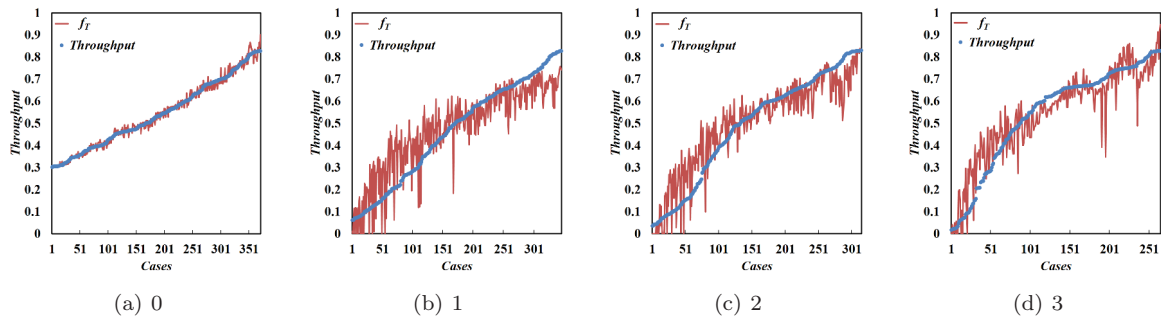 1
0.9
0.8
0.7
0.6
0.5
0.4
0.3
0.2
0.1
0
Throughput
f_T
Throughput
1 51 101 151 201 251 301 351
Cases
(a) 0
1
0.9
0.8
0.7
0.6
0.5
0.4
0.3
0.2
0.1
0
Throughput
f_T
Throughput
1 51 101 151 201 251 301
Cases
(b) 1
1
0.9
0.8
0.7
0.6
0.5
0.4
0.3
0.2
0.1
0
Throughput
f_T
Throughput
1 51 101 151 201 251 301
Cases
(c) 2
1
0.9
0.8
0.7
0.6
0.5
0.4
0.3
0.2
0.1
0
Throughput
f_T
Throughput
1 51 101 151 201 251
Cases
(d) 3